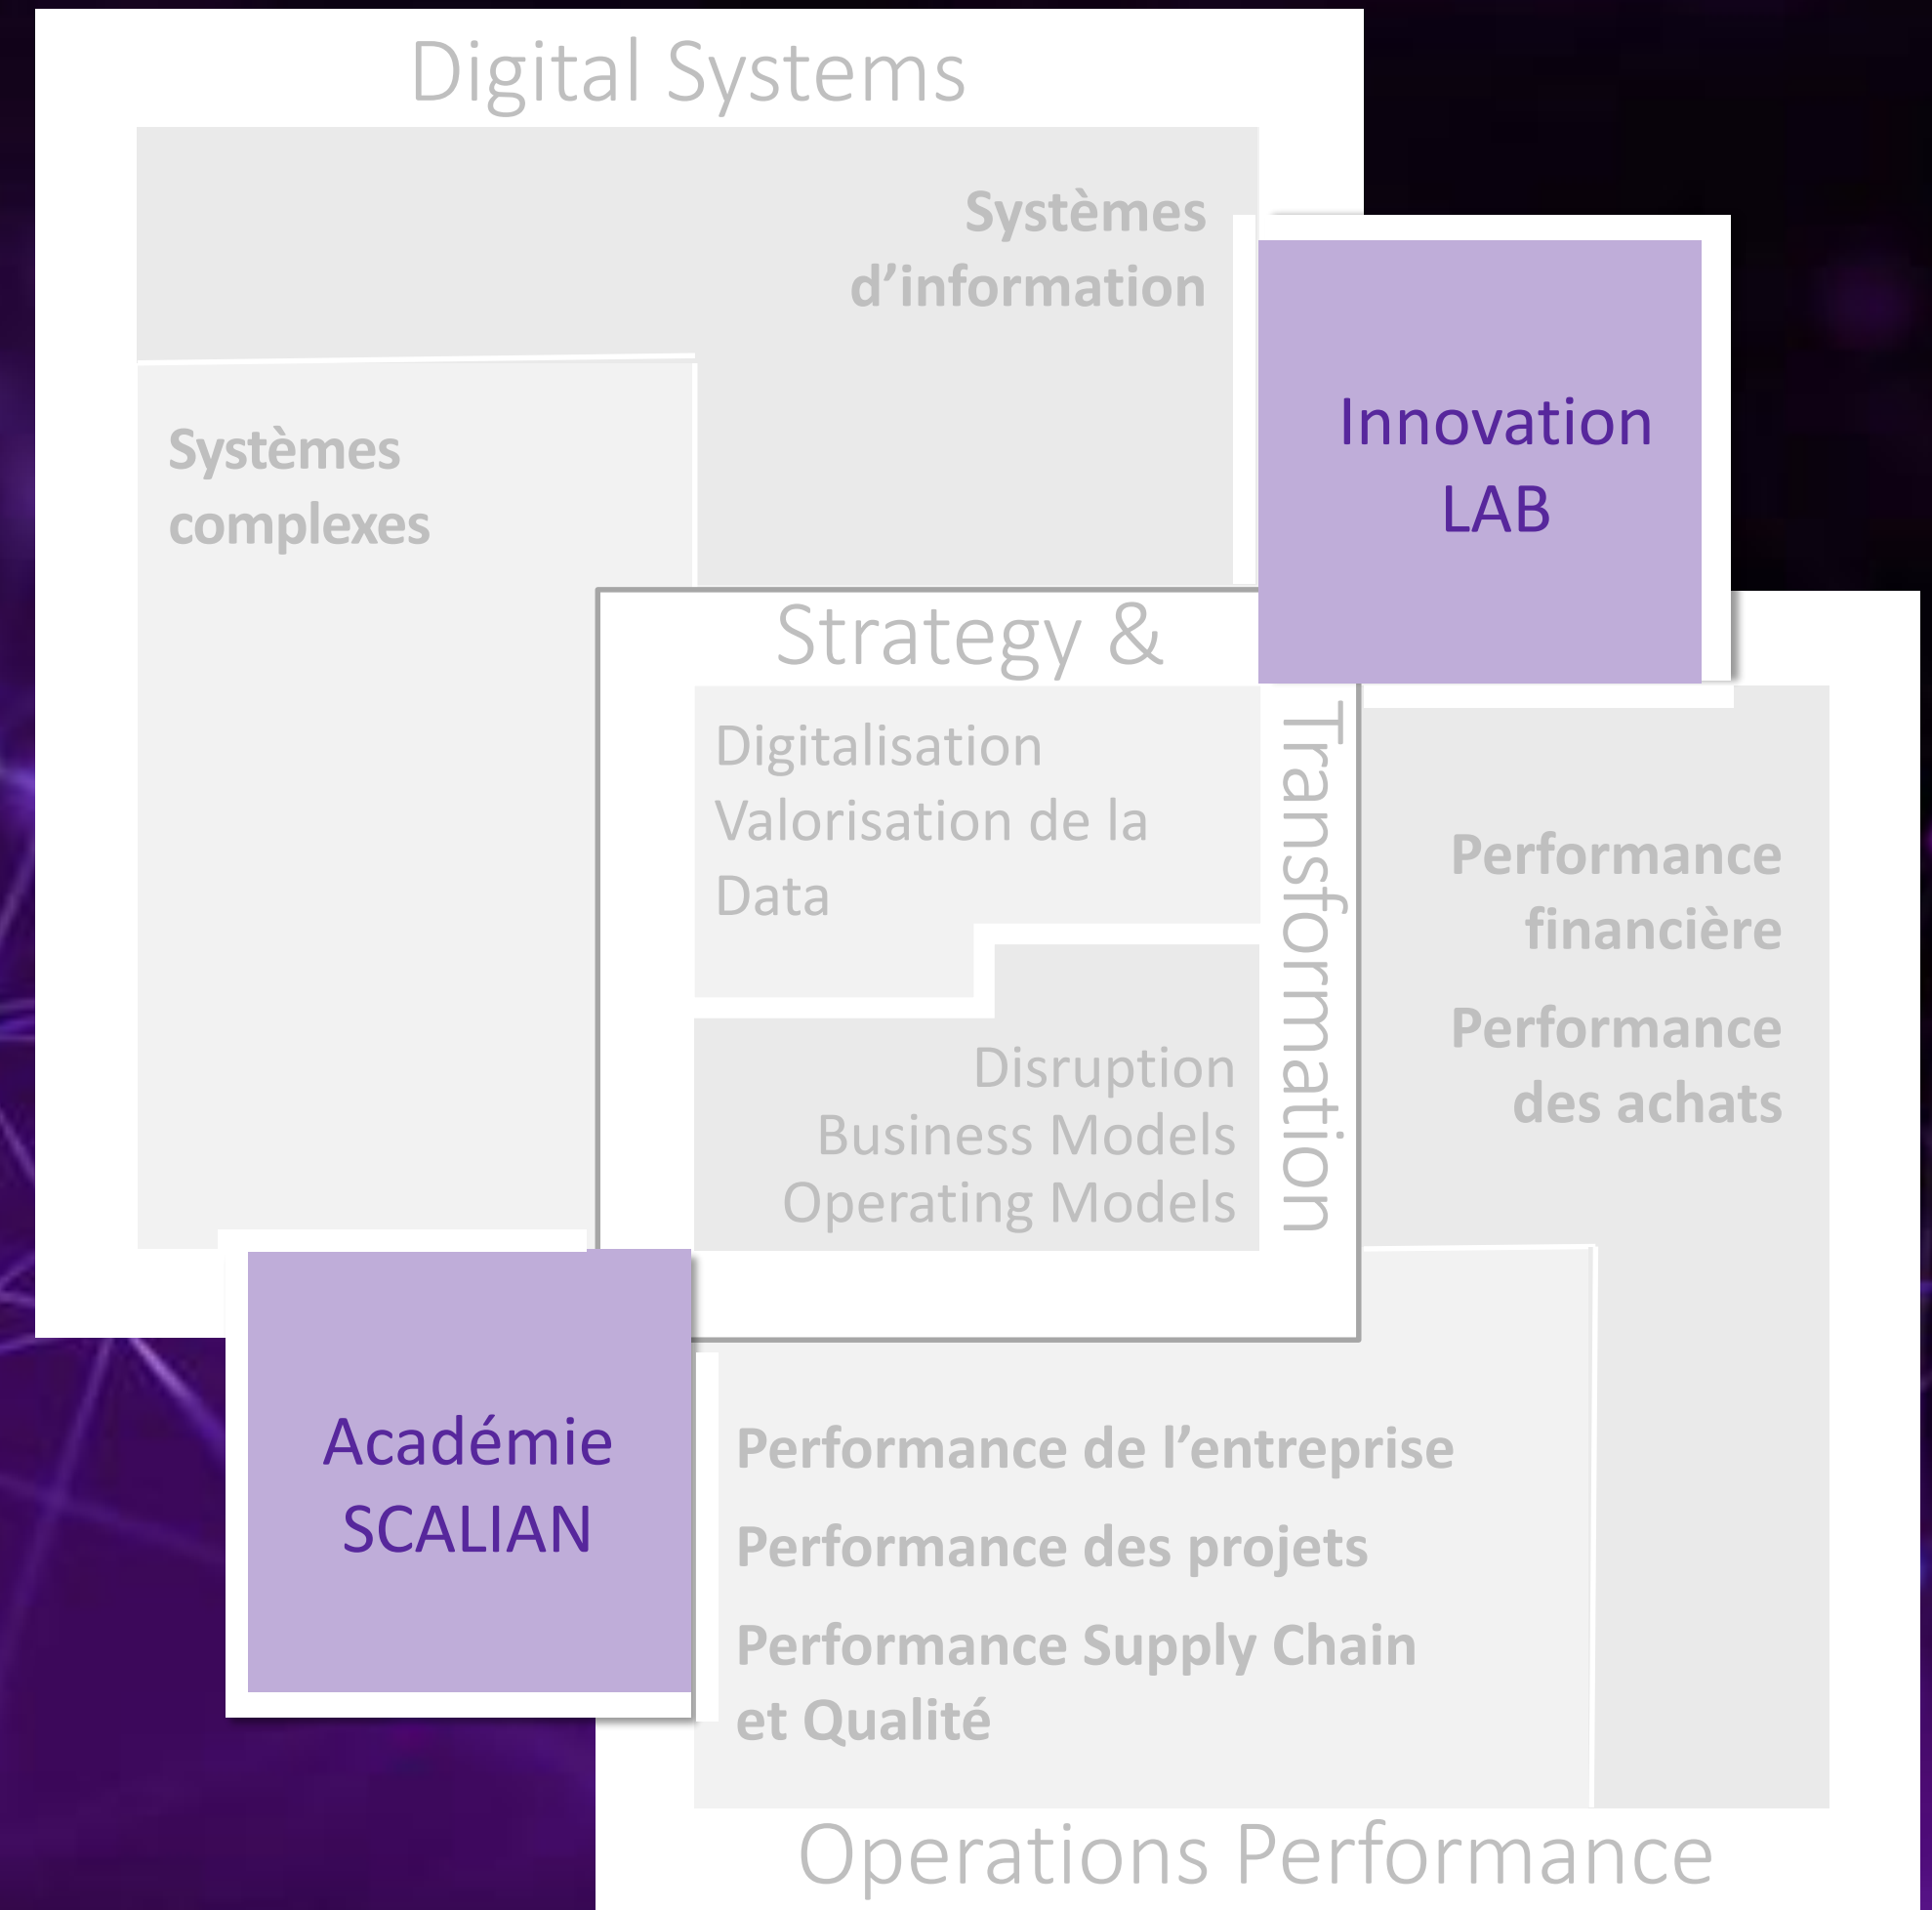 Digital Systems
Systèmes
d’information
Innovation
LAB
Systèmes
complexes
Strategy &
Transformation
Digitalisation
Valorisation de la
Data
Disruption
Business Models
Operating Models
Performance
financière
Performance
des achats
Académie
SCALIAN
Performance de l’entreprise
Performance des projets
Performance Supply Chain
et Qualité
Operations Performance